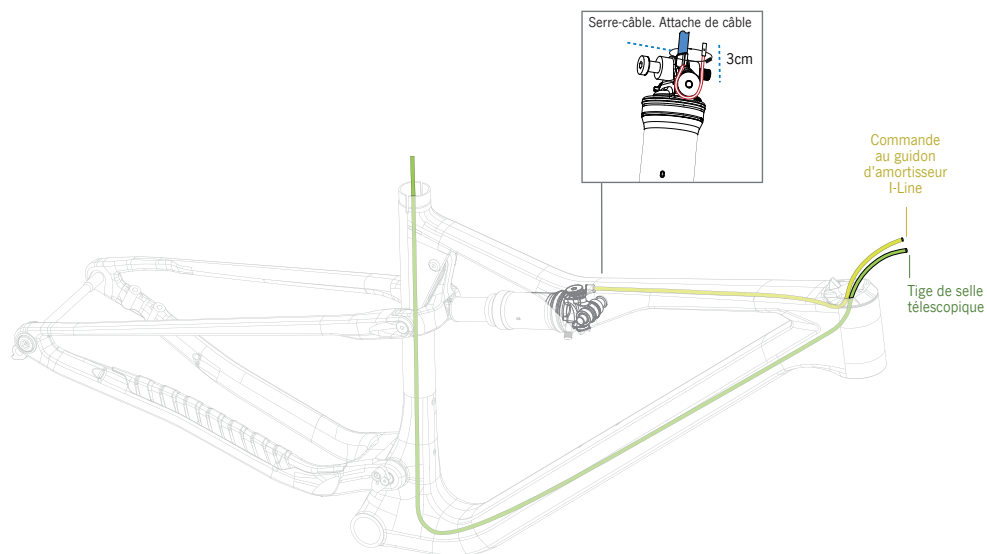 Serre-câble. Attache de câble
3cm
Commande
au guidon
d'amortisseur
I-Line
Tige de selle
télescopique